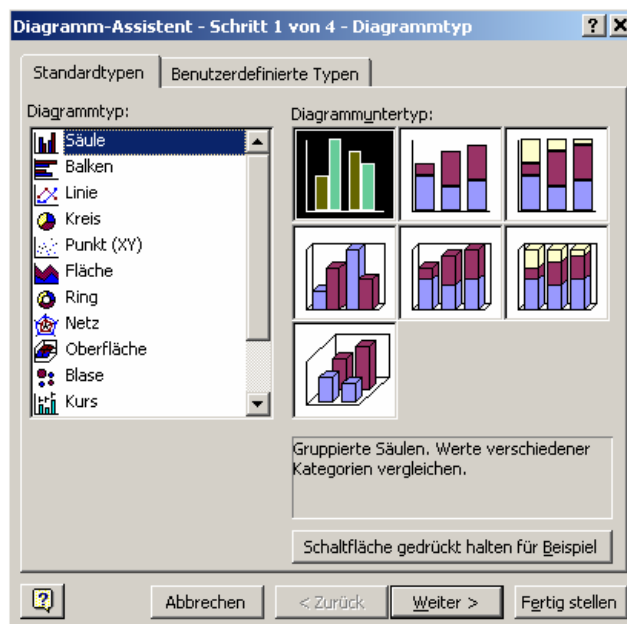 Diagramm-Assistent - Schritt 1 von 4 - Diagrammtyp
Standardtypen
Benutzerdefinierte Typen
Diagrammtyp:
Säule
Balken
Linie
Kreis
Punkt (XY)
Fläche
Ring
Netz
Oberfläche
Blase
Kurs
Diagrammuntertyp:
Gruppierte Säulen. Werte verschiedener
Kategorien vergleichen.
Schaltfläche gedrückt halten für Beispiel
Abbrechen
< Zurück
Weiter >
Fertig stellen